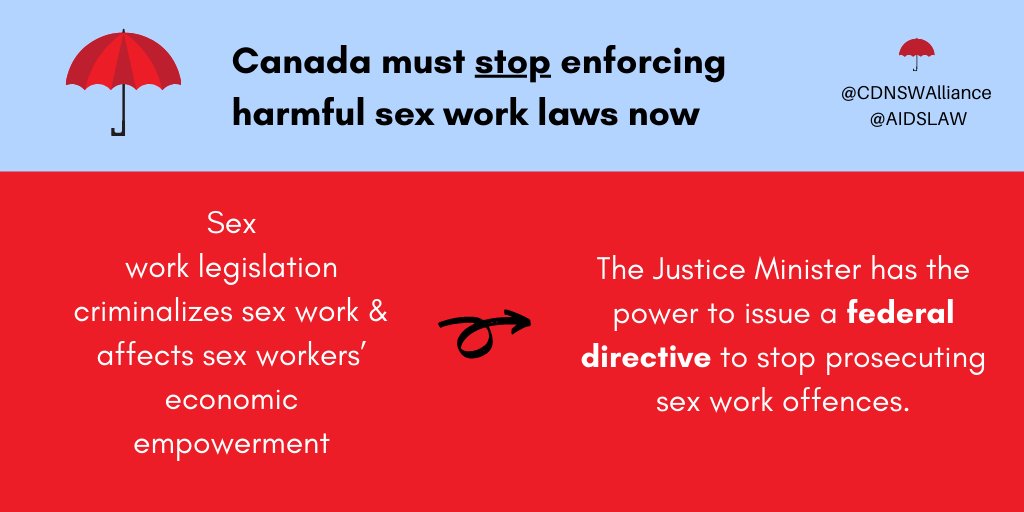 Canada must stop enforcing
harmful sex work laws now
@CDNSWAlliance
@AIDSLAW
Sex
work legislation
criminalizes sex work &
affects sex workers’
economic
empowerment
The Justice Minister has the
power to issue a federal
directive to stop prosecuting
sex work offences.